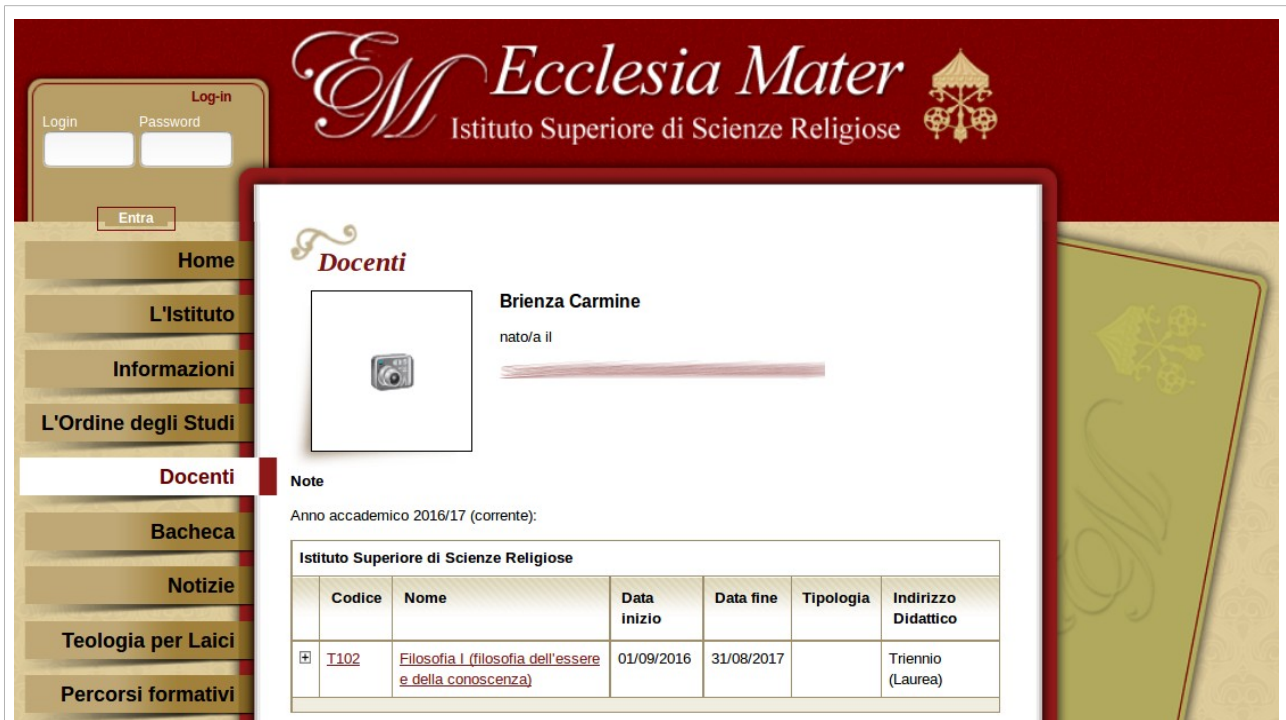 Ecclesia Mater
Istituto Superiore di Scienze Religiose
Log-in
Login Password
Entra
Home
L'Istituto
Informazioni
L'Ordine degli Studi
Docenti
Bacheca
Notizie
Teologia per Laici
Percorsi formativi
Docenti
Brienza Carmine
nato/a il
Note
Anno accademico 2016/17 (corrente):
Istituto Superiore di Scienze Religiose
Codice Nome Data inizio Data fine Tipologia Indirizzo Didattico
T102 Filosofia I (filosofia dell'essere e della conoscenza) 01/09/2016 31/08/2017 Triennio (Laurea)